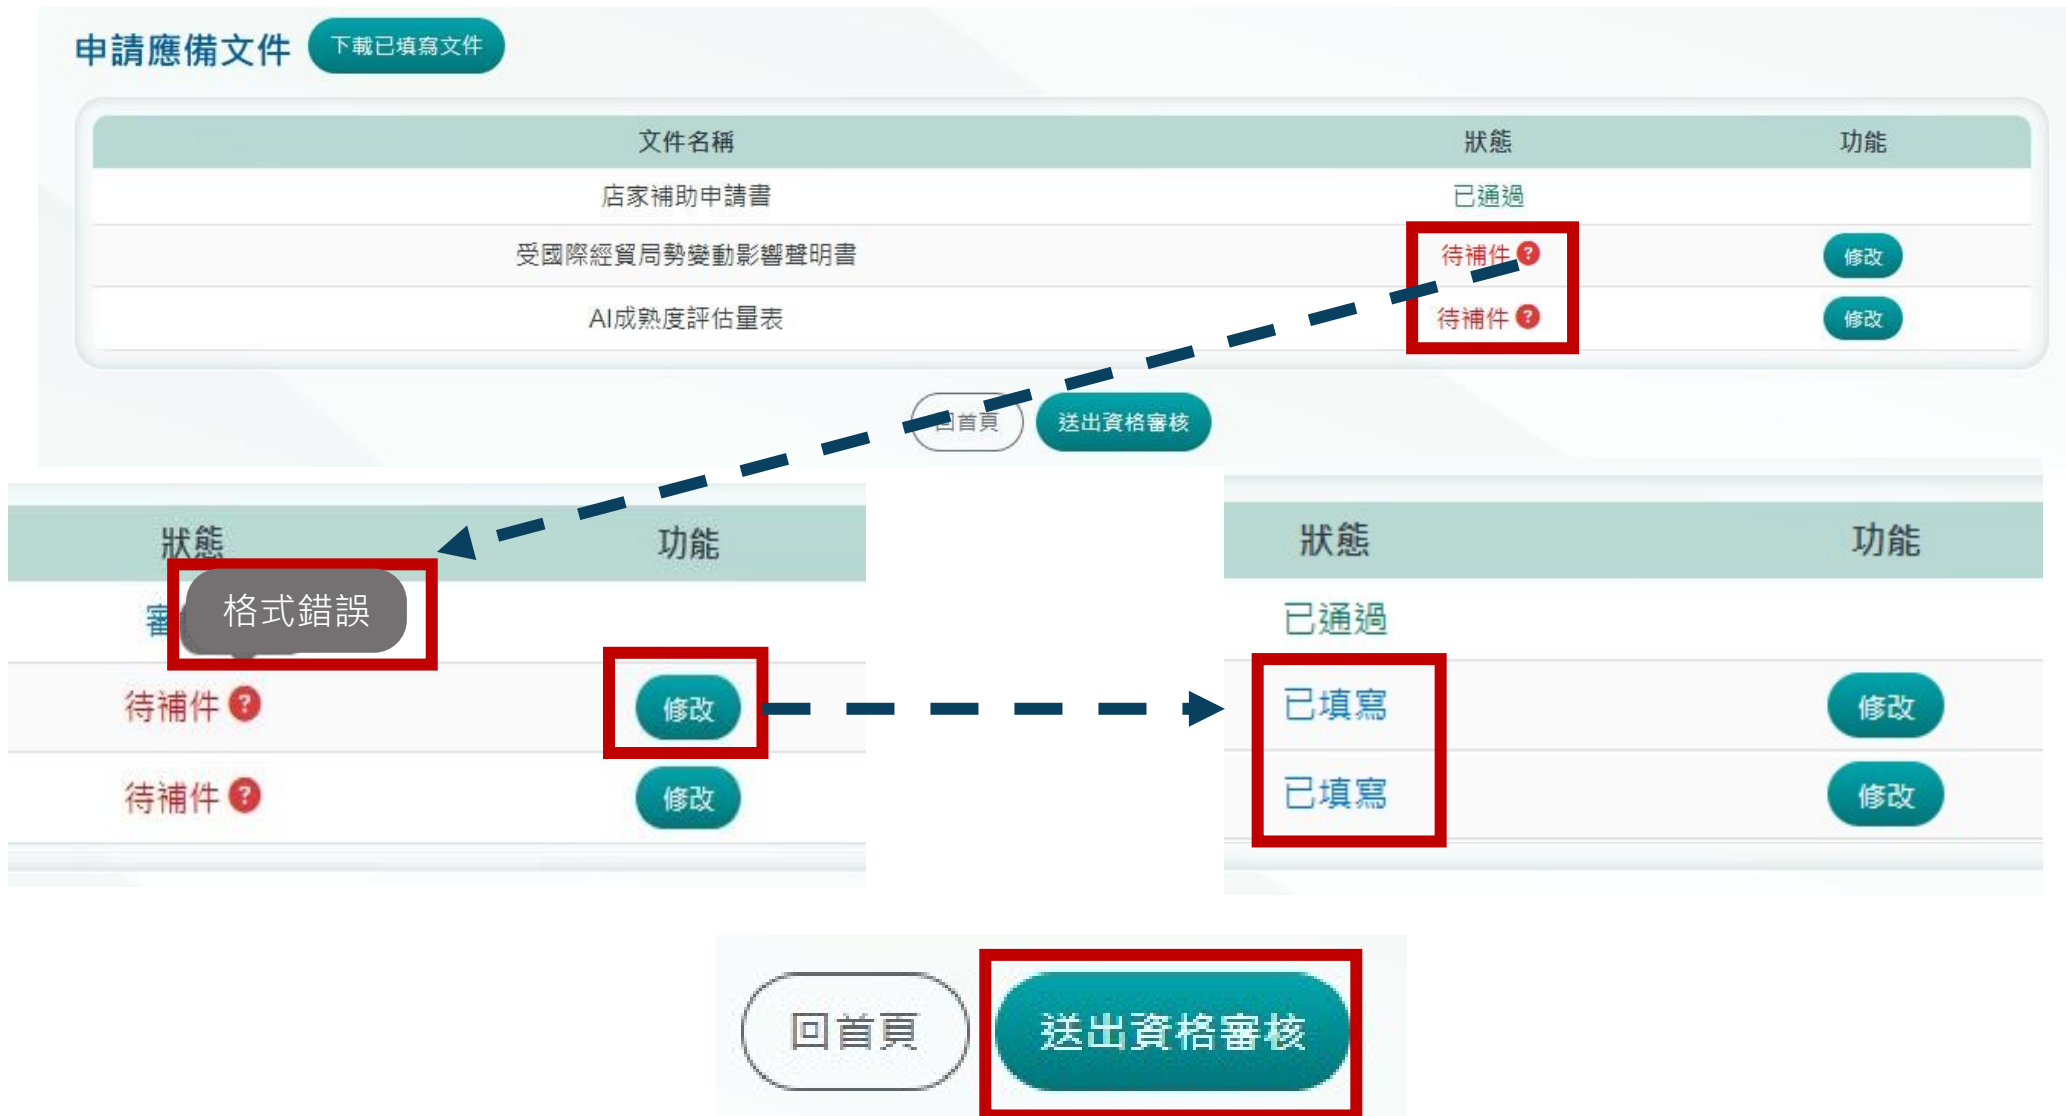 申請應備文件 下載已填寫文件
文件名稱 狀態 功能
店家補助申請書 已通過
受國際經貿局勢變動影響聲明書 待補件 ? 修改
AI成熟度評估量表 待補件 ? 修改
回首頁 送出資格審核
狀態 功能
格式錯誤
待補件 ? 修改
待補件 ? 修改
狀態 功能
已通過
已填寫 修改
已填寫 修改
回首頁 送出資格審核